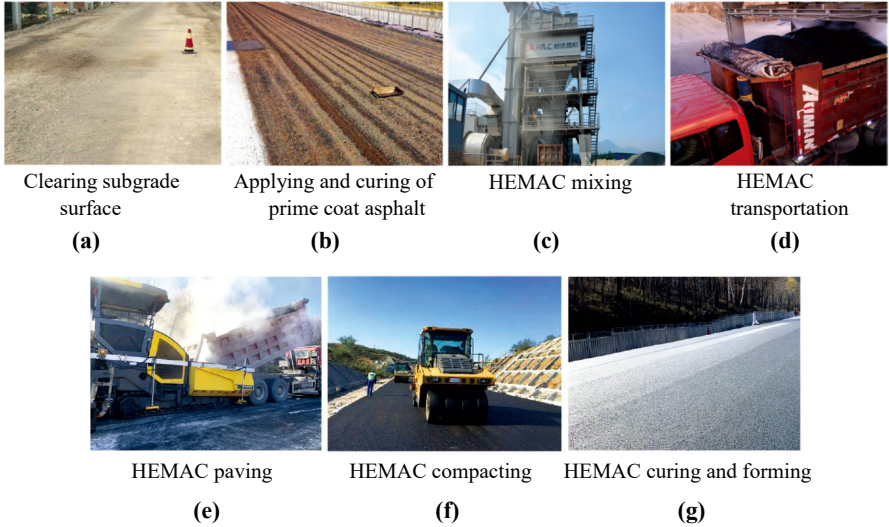 Clearing subgrade
surface
(a)
Applying and curing of
prime coat asphalt
(b)
HEMAC mixing
(c)
AUMAN
HEMAC
transportation
(d)
HEMAC paving
(e)
HEMAC compacting
(f)
HEMAC curing and forming
(g)